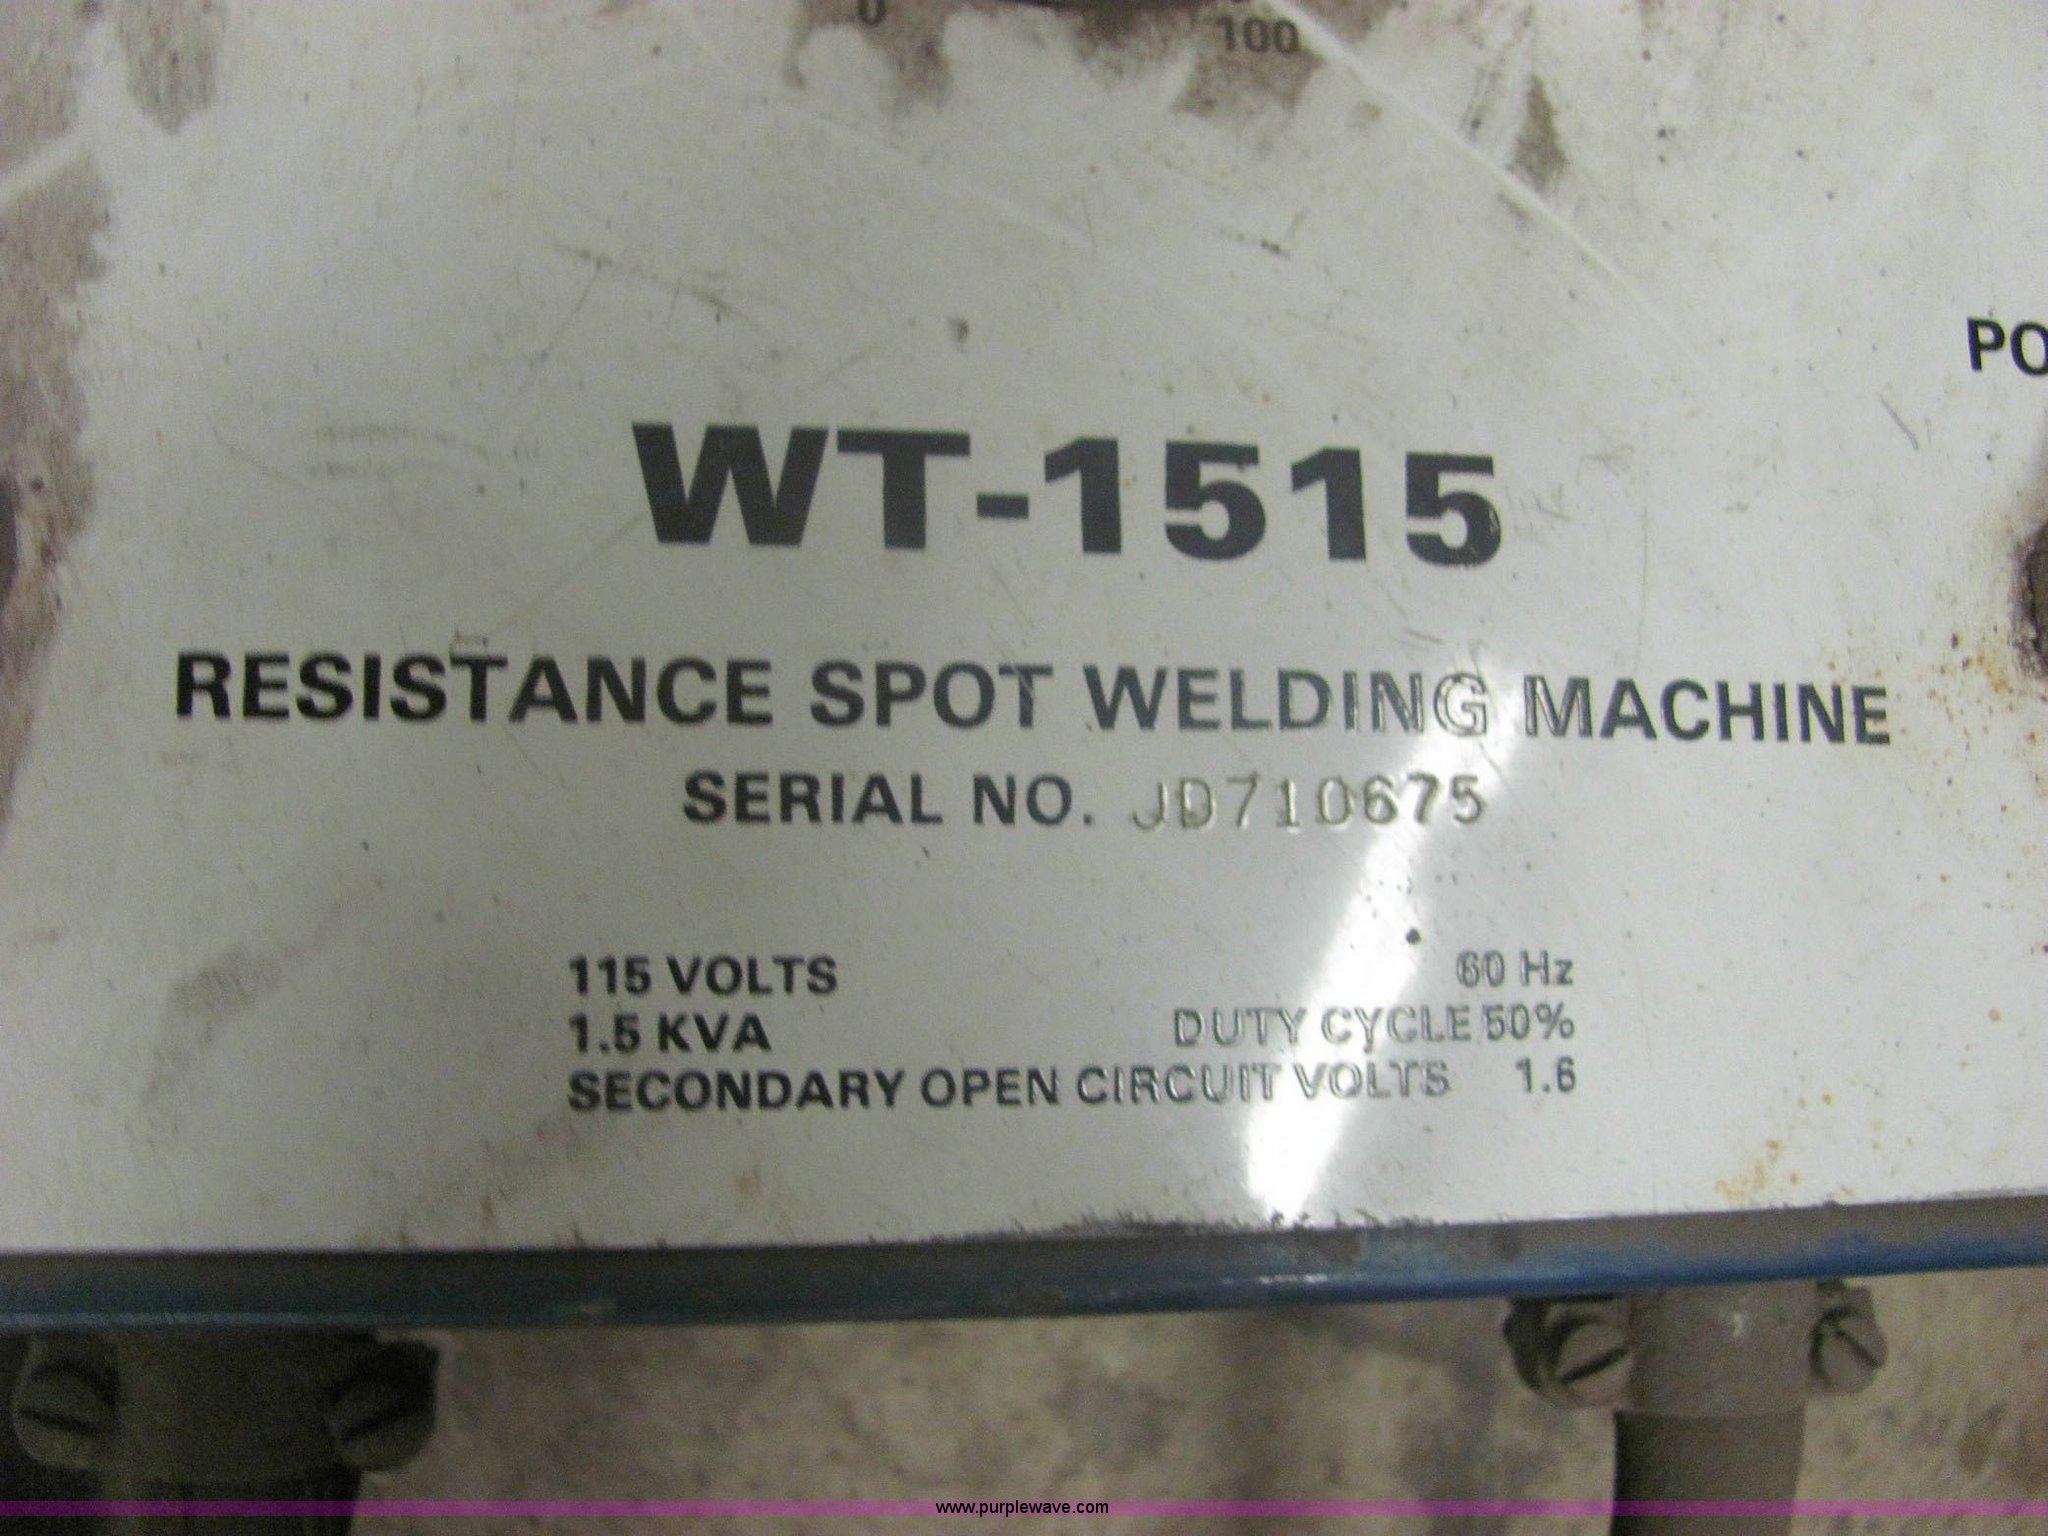 0
100
PO
WT-1515
RESISTANCE SPOT WELDING MACHINE
SERIAL NO. JD710675
115 VOLTS 60 Hz
1.5 KVA DUTY CYCLE 50%
SECONDARY OPEN CIRCUIT VOLTS 1.6
www.purplewave.com